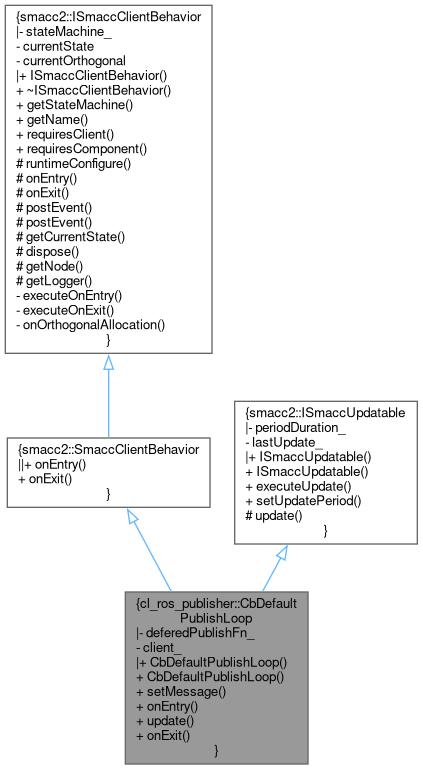 {smacc2::ISmaccClientBehavior
|- stateMachine_
- currentState
- currentOrthogonal
|+ ISmaccClientBehavior()
+ ~ISmaccClientBehavior()
+ getStateMachine()
+ getName()
+ requiresClient()
+ requiresComponent()
# runtimeConfigure()
# onEntry()
# onExit()
# postEvent()
# postEvent()
# getCurrentState()
# dispose()
# getNode()
# getLogger()
- executeOnEntry()
- executeOnExit()
- onOrthogonalAllocation()
}
{smacc2::SmaccClientBehavior
||+ onEntry()
+ onExit()
}
{smacc2::ISmaccUpdatable
|- periodDuration_
- lastUpdate_
|+ ISmaccUpdatable()
+ ISmaccUpdatable()
+ executeUpdate()
+ setUpdatePeriod()
# update()
}
{cl_ros_publisher::CbDefault
PublishLoop
|- deferedPublishFn_
- client_
|+ CbDefaultPublishLoop()
+ CbDefaultPublishLoop()
+ setMessage()
+ onEntry()
+ update()
+ onExit()
}